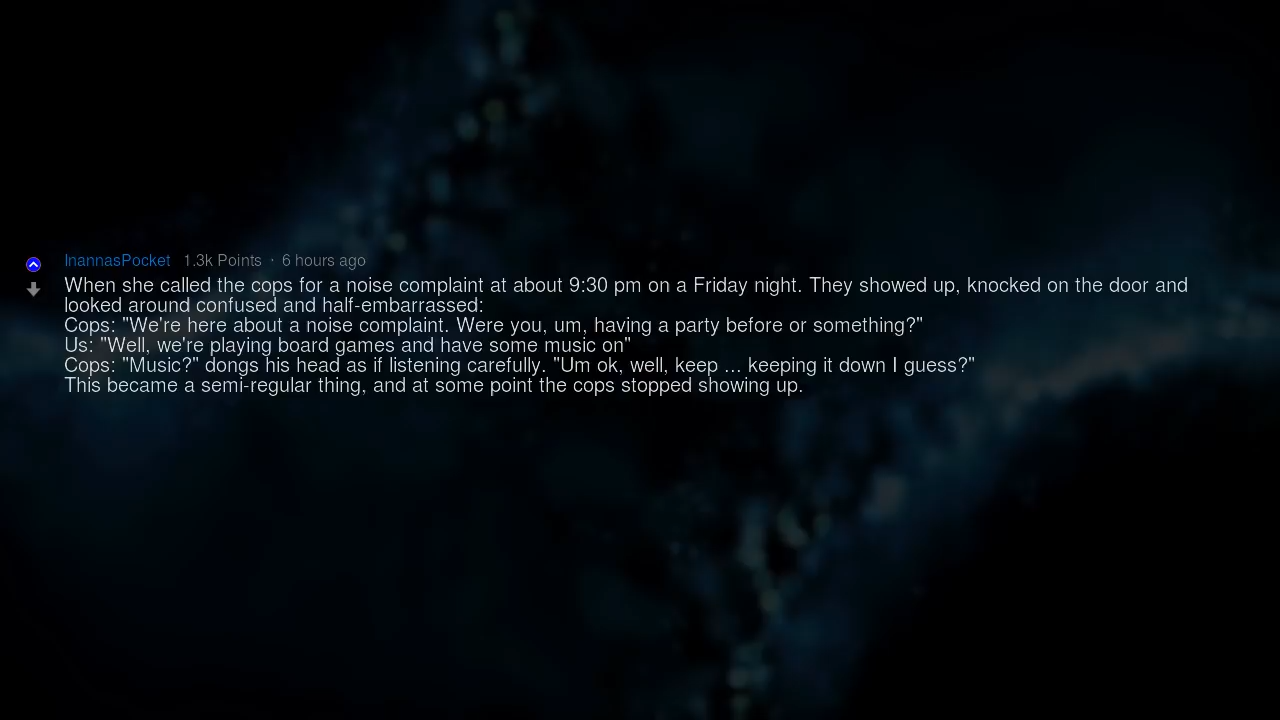 InannasPocket 1.3k Points · 6 hours ago
When she called the cops for a noise complaint at about 9:30 pm on a Friday night. They showed up, knocked on the door and
looked around confused and half-embarrassed:
Cops: "We're here about a noise complaint. Were you, um, having a party before or something?"
Us: "Well, we're playing board games and have some music on"
Cops: "Music?" dongs his head as if listening carefully. "Um ok, well, keep ... keeping it down I guess?"
This became a semi-regular thing, and at some point the cops stopped showing up.